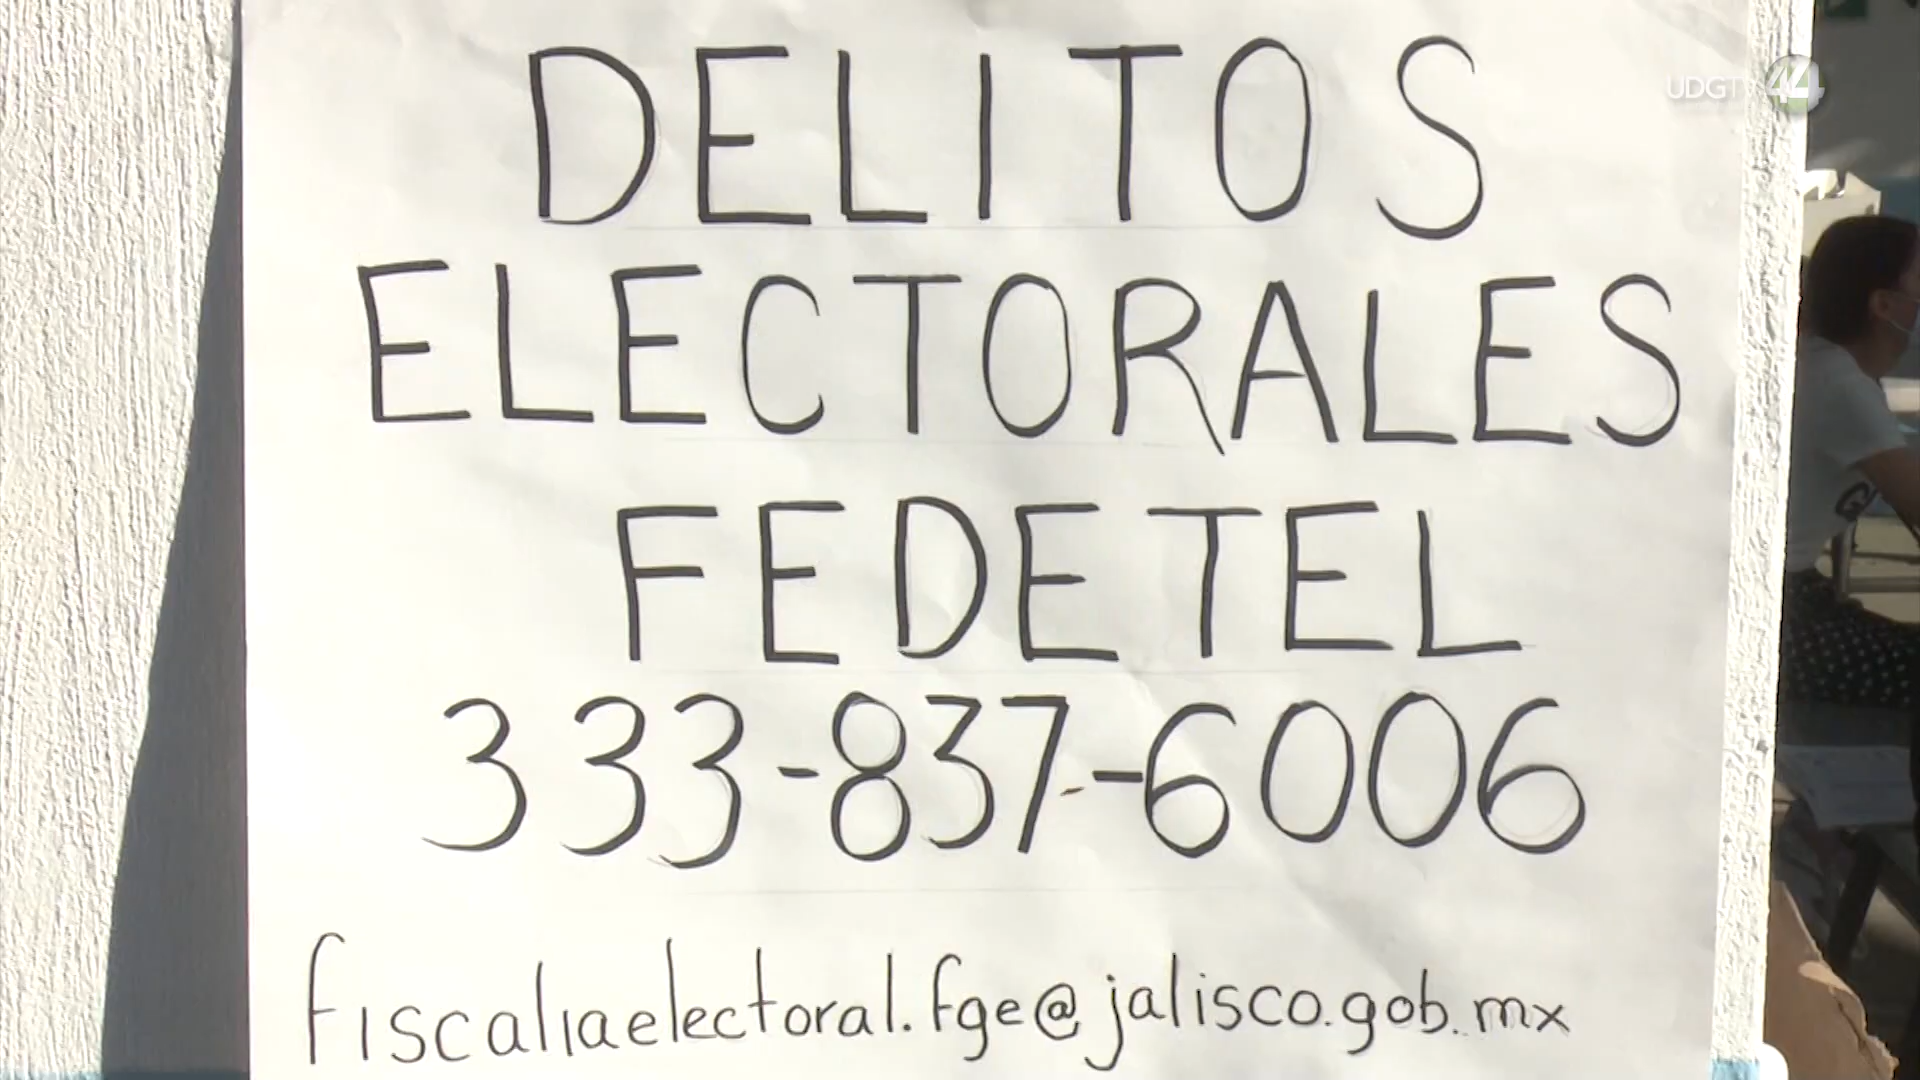 DELITOS
ELECTORALES
FEDETEL
333-837-6006
fiscaliaelectoral.fge@jalisco.gob.mx
UDGTV 44